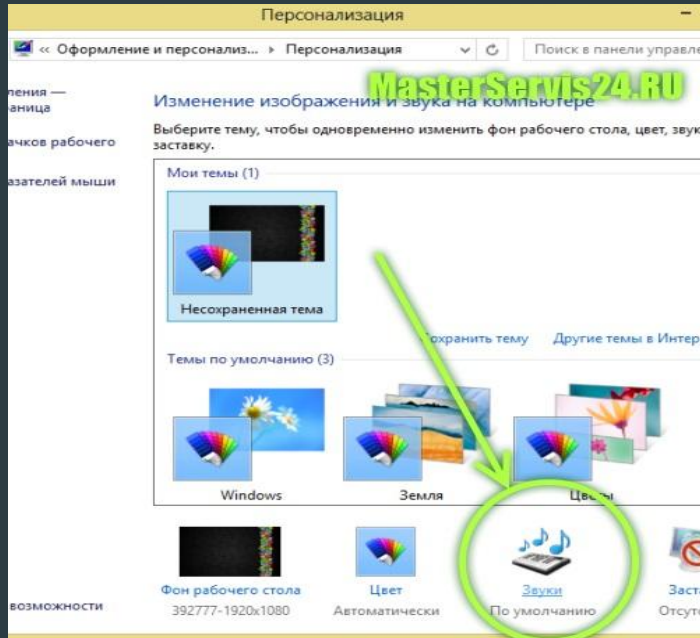 Персонализация
« Оформление и персонализ... ▸ Персонализация
Поиск в панели управле
MasterServis24.RU
ления —
аница
Изменение изображения и звука на компьютере
Выберите тему, чтобы одновременно изменить фон рабочего стола, цвет, звук
заставку.
ачков рабочего
азателей мыши
Мои темы (1)
Несохраненная тема
Сохранить тему
Другие темы в Интер
Темы по умолчанию (3)
Windows
Земля
Цветы
Фон рабочего стола
392777-1920x1080
Цвет
Автоматически
Звуки
По умолчанию
Заста
Отсутс
возможности